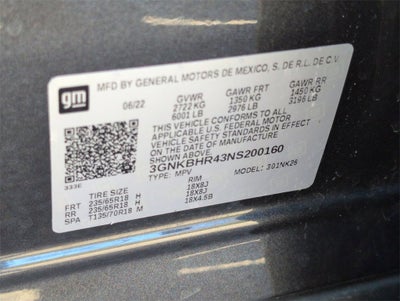 gm
MFD BY GENERAL MOTORS DE MEXICO, S. DE R.L. DE C.V.
06/22 GVWR GAWR FRT GAWR RR
2722 KG 1350 KG 1450 KG
6001 LB 2976 LB 3196 LB
THIS VEHICLE CONFORMS TO ALL
APPLICABLE U.S. FEDERAL MOTOR
VEHICLE SAFETY STANDARDS IN EFFECT
ON THE DATE OF MANUFACTURE
SHOWN ABOVE.
3GNKBHR43NS200160
TYPE: MPV MODEL: 301NK26
333E
TIRE SIZE RIM
FRT 235/65R18 H 18X8J
RR 235/65R18 H 18X8J
SPA T135/70R18 M 18X4.5B